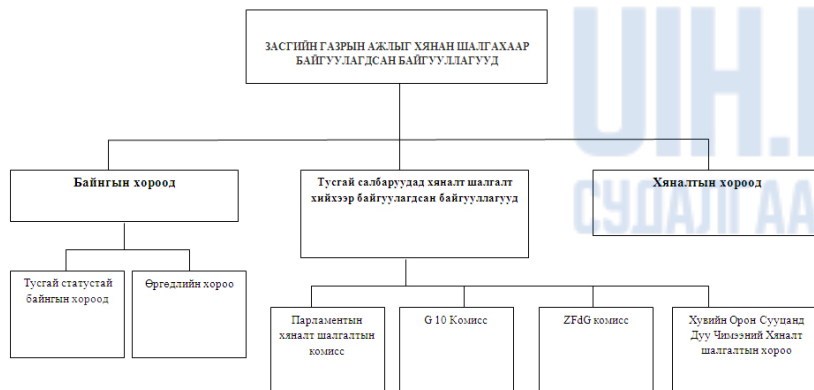 ЗАСГИЙН ГАЗРЫН АЖЛЫГ ХЯНАН ШАЛГАХААР
БАЙГУУЛАГДСАН БАЙГУУЛЛАГУУД
UIH.
СУДАЛГАА
Байнгын хороод
Тусгай салбаруудад хяналт шалгалт
хийхээр байгуулагдсан байгууллагууд
Хяналтын хороод
Тусгай статустай
байнгын хороод
Өргөдлийн хороо
Парламентын
хяналт шалгалтын
комисс
G 10 Комисс
ZFdG комисс
Хувийн Орон Сууцанд
Дуу Чимээний Хяналт
шалгалтын хороо